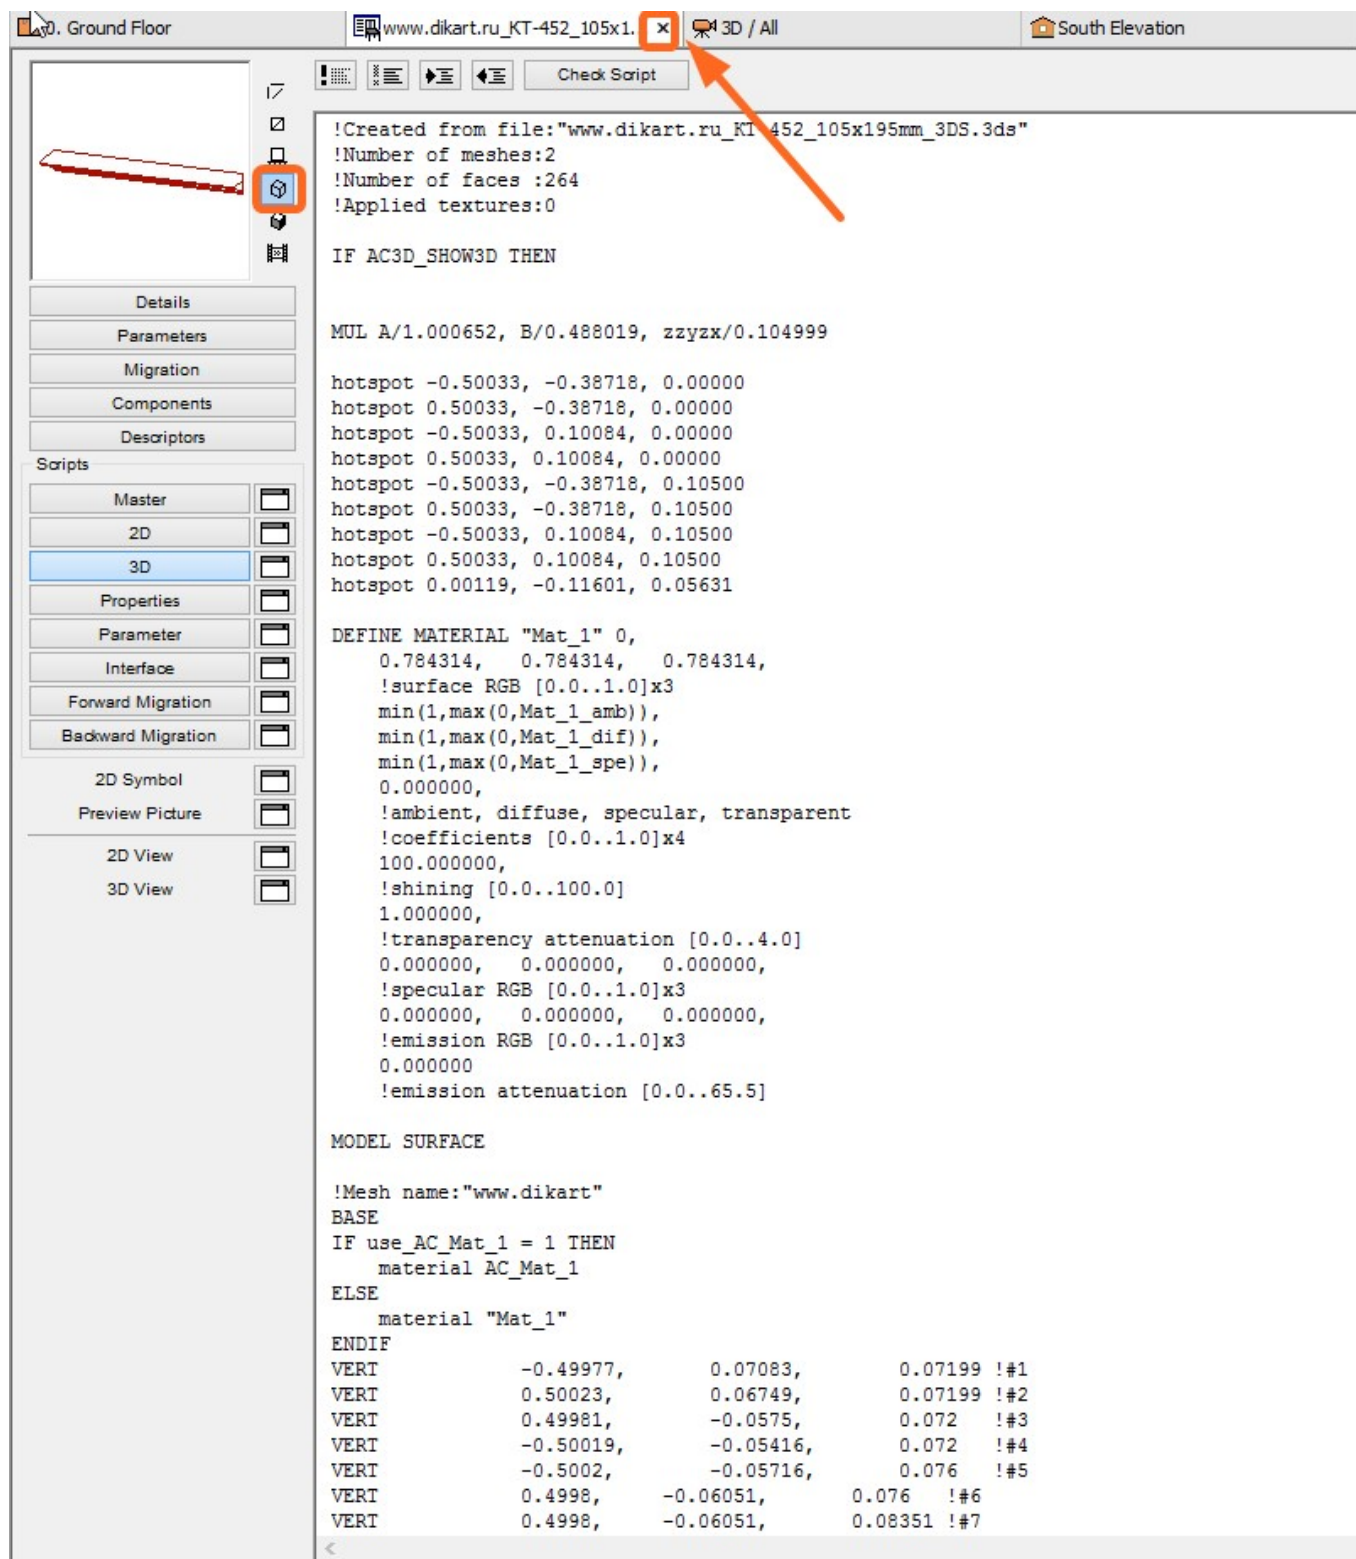 0. Ground Floor
www.dikart.ru_KT-452_105x1.
3D / All
South Elevation
Check Script
Details
Parameters
Migration
Components
Descriptors
Scripts
Master
2D
3D
Properties
Parameter
Interface
Forward Migration
Backward Migration
2D Symbol
Preview Picture
2D View
3D View
!Created from file:"www.dikart.ru_KT-452_105x195mm_3DS.3ds"
!Number of meshes:2
!Number of faces :264
!Applied textures:0
IF AC3D_SHOW3D THEN
MUL A/1.000652, B/0.488019, zzyzx/0.104999
hotspot -0.50033, -0.38718, 0.00000
hotspot 0.50033, -0.38718, 0.00000
hotspot -0.50033, 0.10084, 0.00000
hotspot 0.50033, 0.10084, 0.00000
hotspot -0.50033, -0.38718, 0.10500
hotspot 0.50033, -0.38718, 0.10500
hotspot -0.50033, 0.10084, 0.10500
hotspot 0.50033, 0.10084, 0.10500
hotspot 0.00119, -0.11601, 0.05631
DEFINE MATERIAL "Mat_1" 0,
0.784314, 0.784314, 0.784314,
!surface RGB [0.0..1.0]x3
min(1,max(0,Mat_1_amb)),
min(1,max(0,Mat_1_dif)),
min(1,max(0,Mat_1_spe)),
0.000000,
!ambient, diffuse, specular, transparent
!coefficients [0.0..1.0]x4
100.000000,
!shining [0.0..100.0]
1.000000,
!transparency attenuation [0.0..4.0]
0.000000, 0.000000, 0.000000,
!specular RGB [0.0..1.0]x3
0.000000, 0.000000, 0.000000,
!emission RGB [0.0..1.0]x3
0.000000
!emission attenuation [0.0..65.5]
MODEL SURFACE
!Mesh name:"www.dikart"
BASE
IF use_AC_Mat_1 = 1 THEN
material AC_Mat_1
ELSE
material "Mat_1"
ENDIF
VERT -0.49977, 0.07083, 0.07199 !#1
VERT 0.50023, 0.06749, 0.07199 !#2
VERT 0.49981, -0.0575, 0.072 !#3
VERT -0.50019, -0.05416, 0.072 !#4
VERT -0.5002, -0.05716, 0.076 !#5
VERT 0.4998, -0.06051, 0.076 !#6
VERT 0.4998, -0.06051, 0.08351 !#7